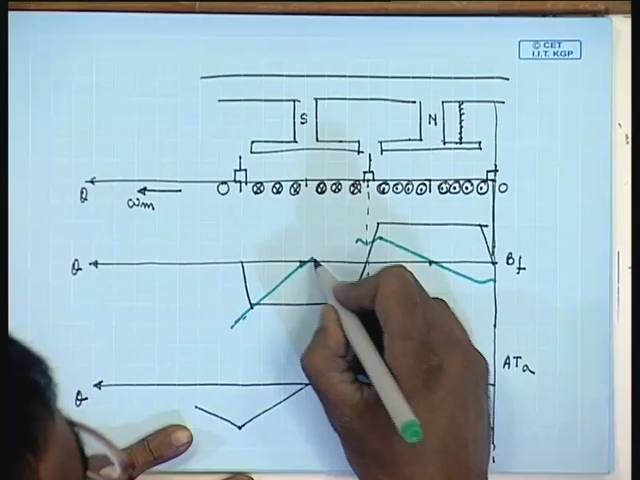 © CET
I.I.T. KGP
S N
θ
ωm
θ Bf
θ ATa